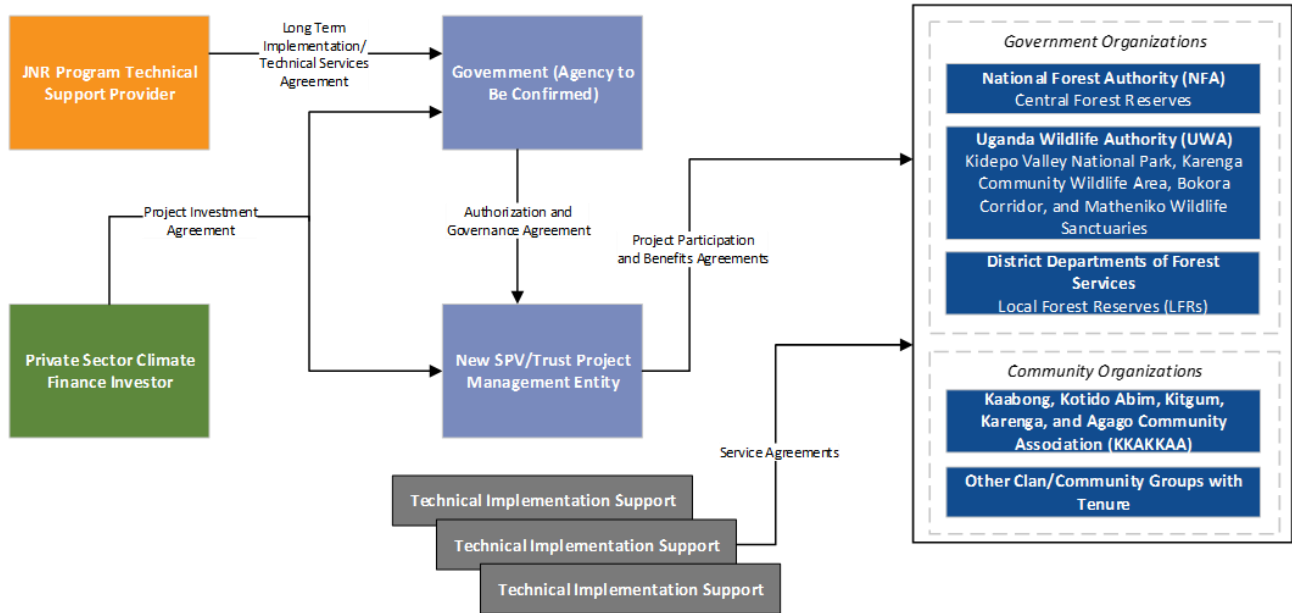 JNR Program Technical
Support Provider
Long Term
Implementation/
Technical Services
Agreement
Government (Agency to
Be Confirmed)
Project Investment
Agreement
Authorization and
Governance Agreement
Private Sector Climate
Finance Investor
New SPV/Trust Project
Management Entity
Project Participation
and Benefits Agreements
Technical Implementation Support
Technical Implementation Support
Technical Implementation Support
Service Agreements
Government Organizations
National Forest Authority (NFA)
Central Forest Reserves
Uganda Wildlife Authority (UWA)
Kidepo Valley National Park, Karenga
Community Wildlife Area, Bokora
Corridor, and Matheniko Wildlife
Sanctuaries
District Departments of Forest
Services
Local Forest Reserves (LFRs)
Community Organizations
Kaabong, Kotido Abim, Kitgum,
Karenga, and Agago Community
Association (KKAKKAA)
Other Clan/Community Groups with
Tenure